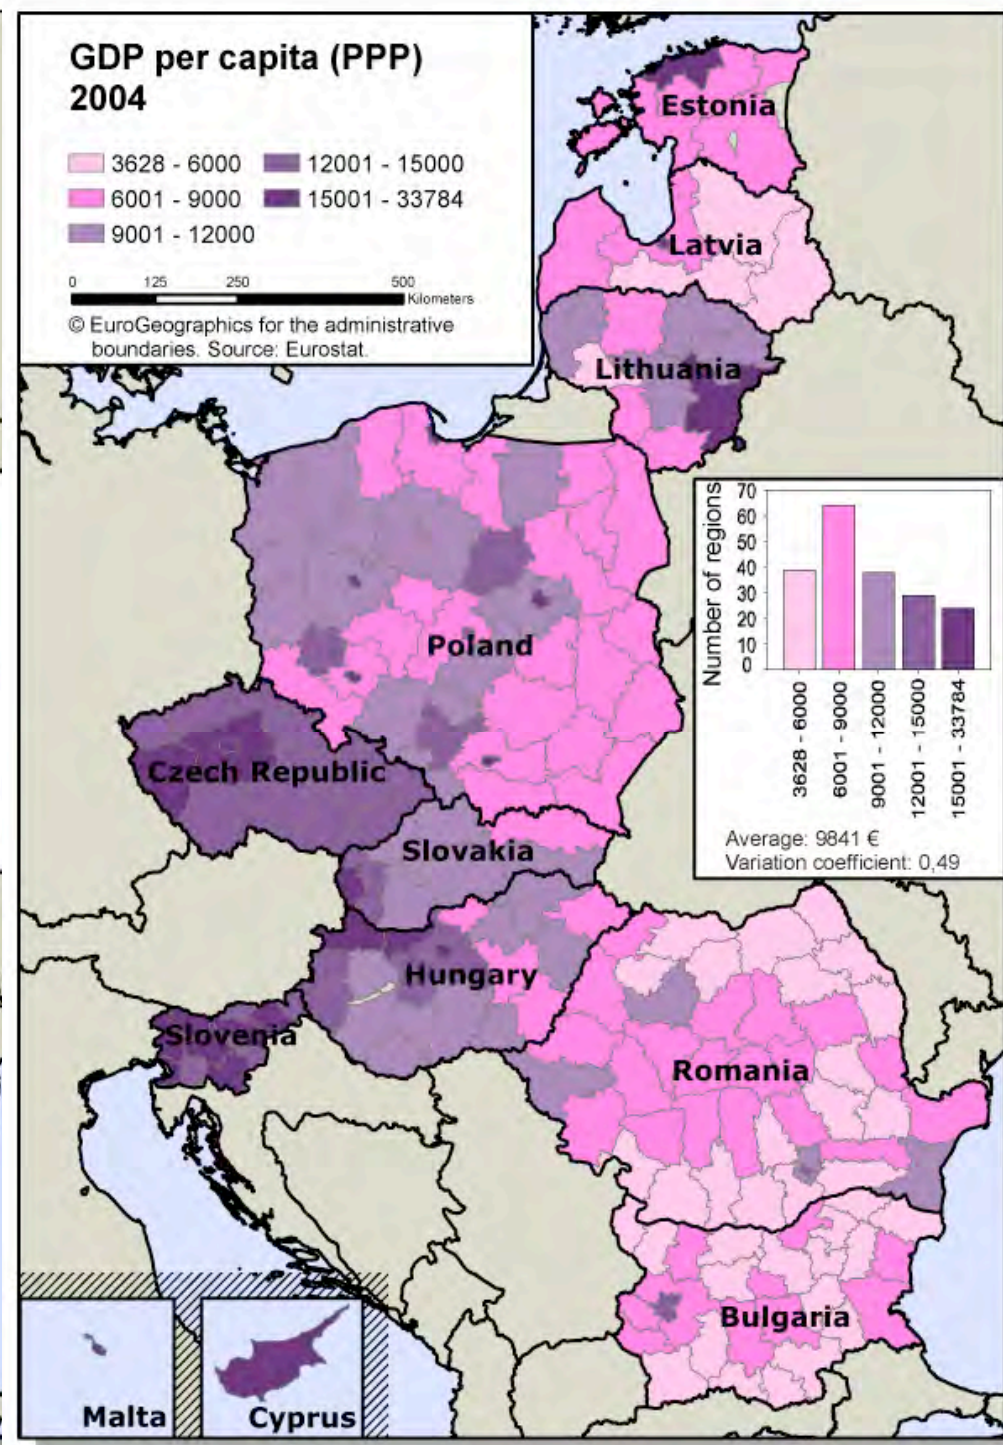 GDP per capita (PPP)
2004
3628 - 6000
12001 - 15000
6001 - 9000
15001 - 33784
9001 - 12000
0 125 250 500
Kilometers
© EuroGeographics for the administrative
boundaries. Source: Eurostat.
Estonia
Latvia
Lithuania
Poland
Czech Republic
Slovakia
Hungary
Slovenia
Romania
Bulgaria
Malta
Cyprus
Number of regions
70
60
50
40
30
20
10
0
3628 - 6000
6001 - 9000
9001 - 12000
12001 - 15000
15001 - 33784
Average: 9841 €
Variation coefficient: 0,49